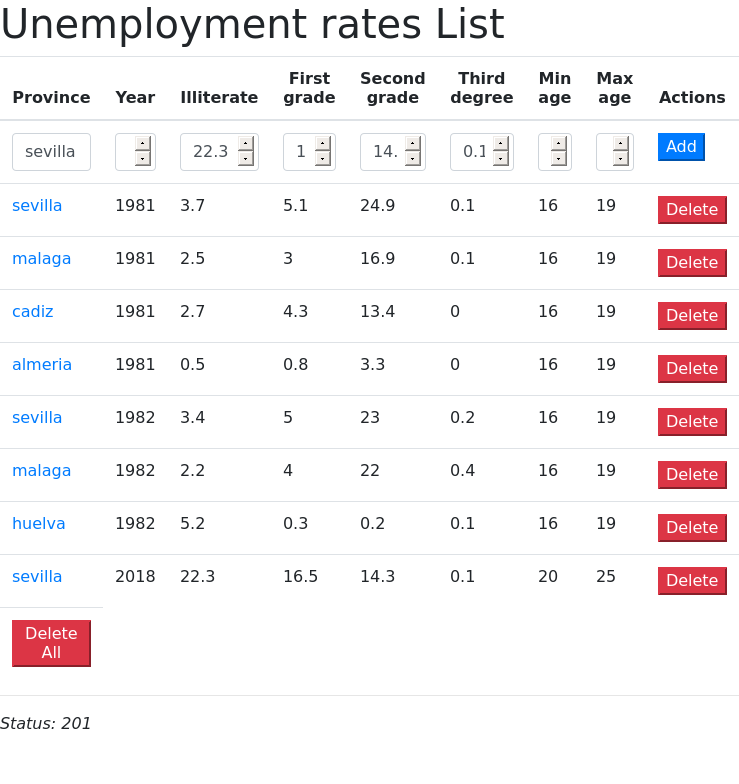 Unemployment rates List
Province Year Illiterate First grade Second grade Third degree Min age Max age Actions
sevilla 22.3 1 14. 0.1 Add
sevilla 1981 3.7 5.1 24.9 0.1 16 19 Delete
malaga 1981 2.5 3 16.9 0.1 16 19 Delete
cadiz 1981 2.7 4.3 13.4 0 16 19 Delete
almeria 1981 0.5 0.8 3.3 0 16 19 Delete
sevilla 1982 3.4 5 23 0.2 16 19 Delete
malaga 1982 2.2 4 22 0.4 16 19 Delete
huelva 1982 5.2 0.3 0.2 0.1 16 19 Delete
sevilla 2018 22.3 16.5 14.3 0.1 20 25 Delete
Delete
All
Status: 201